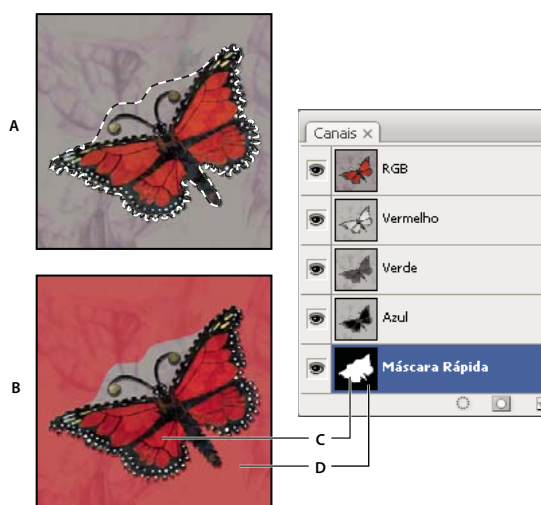 A
Canais ×
RGB
Vermelho
Verde
Azul
Máscara Rápida
B
C
D